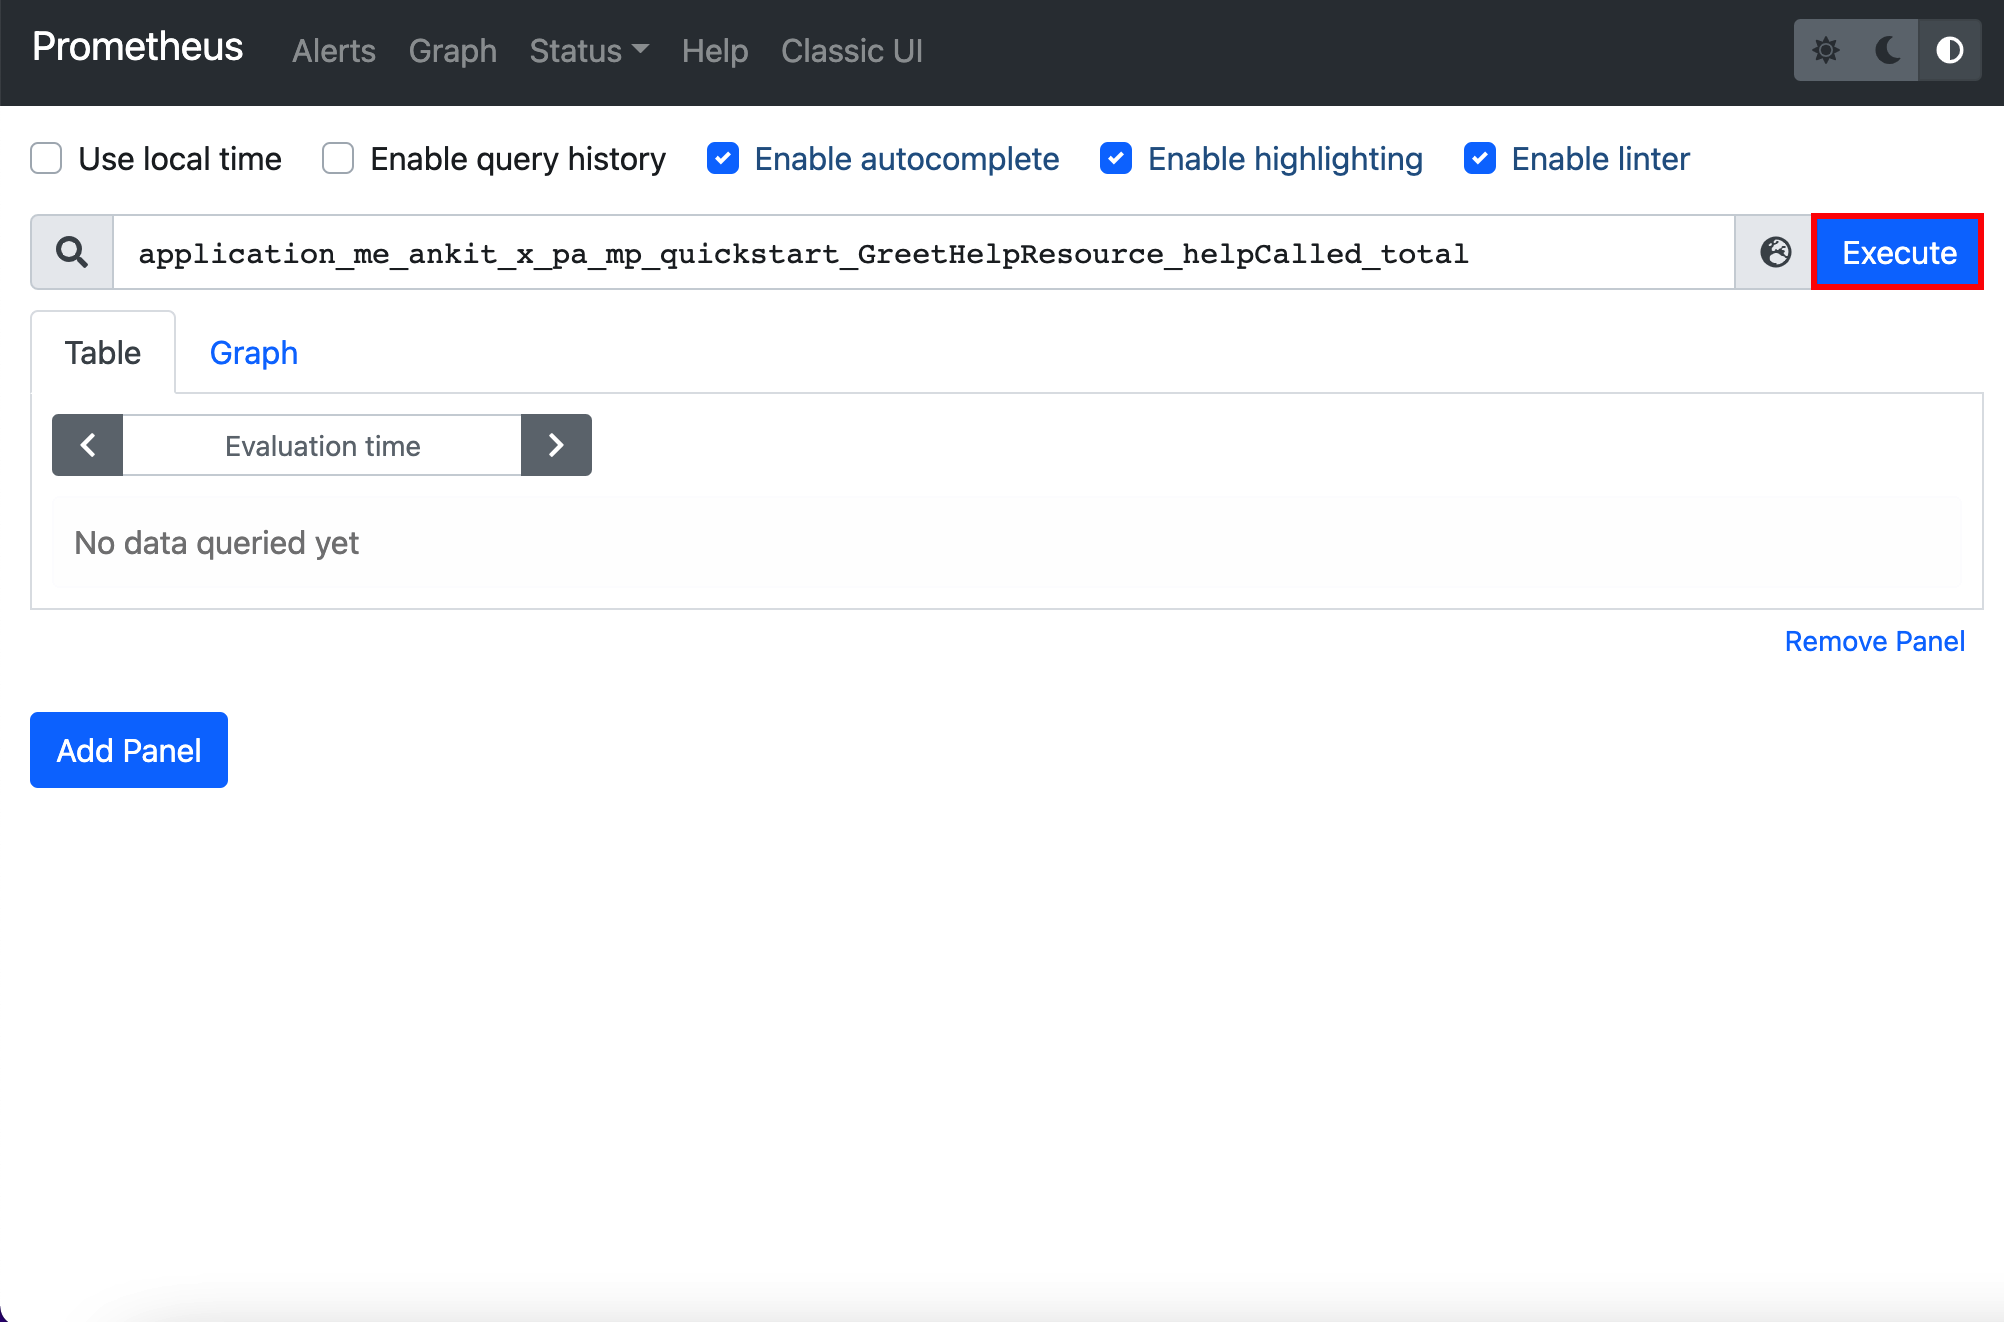 Prometheus Alerts Graph Status Help Classic UI
Use local time Enable query history Enable autocomplete Enable highlighting Enable linter
application_me_ankit_x_pa_mp_quickstart_GreetHelpResource_helpCalled_total Execute
Table Graph
Evaluation time
No data queried yet
Remove Panel
Add Panel